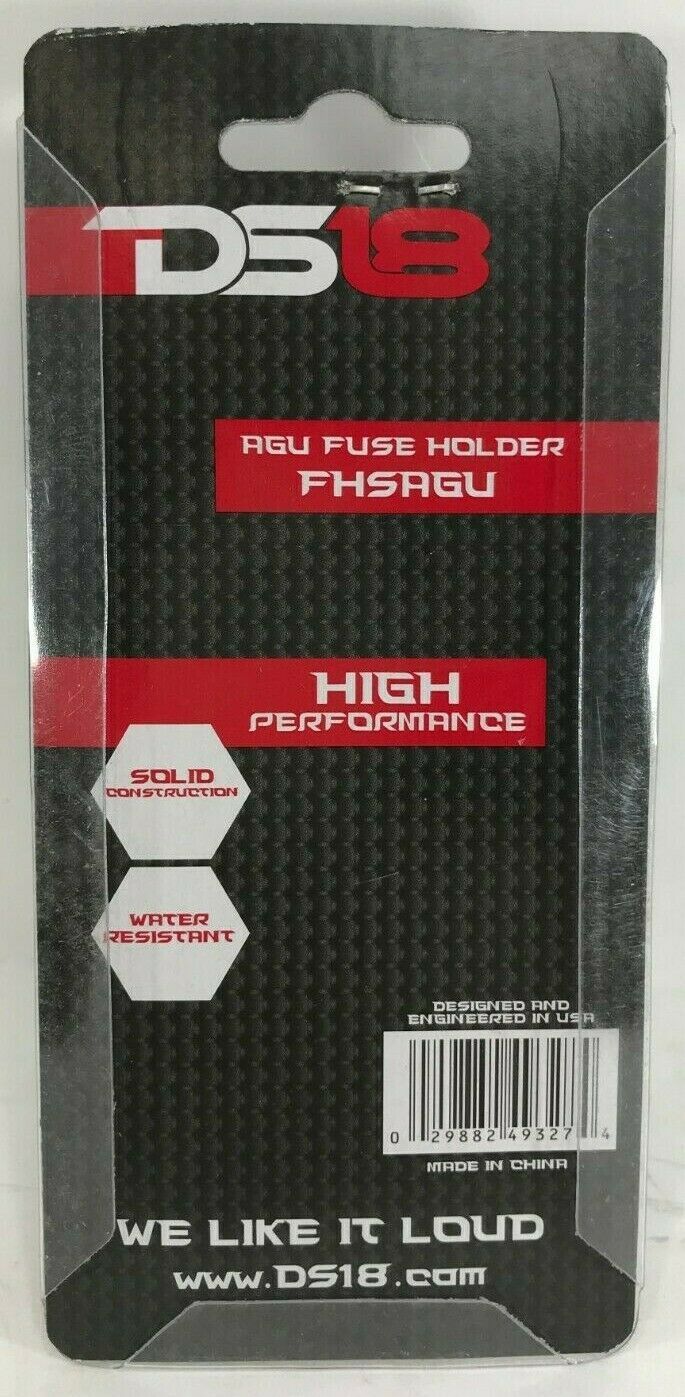 DS18
AGU FUSE HOLDER
FHSAGU
HIGH
PERFORMANCE
SOLID
CONSTRUCTION
WATER
RESISTANT
DESIGNED AND
ENGINEERED IN USA
0 29882 49327 4
MADE IN CHINA
WE LIKE IT LOUD
www.DS18.com